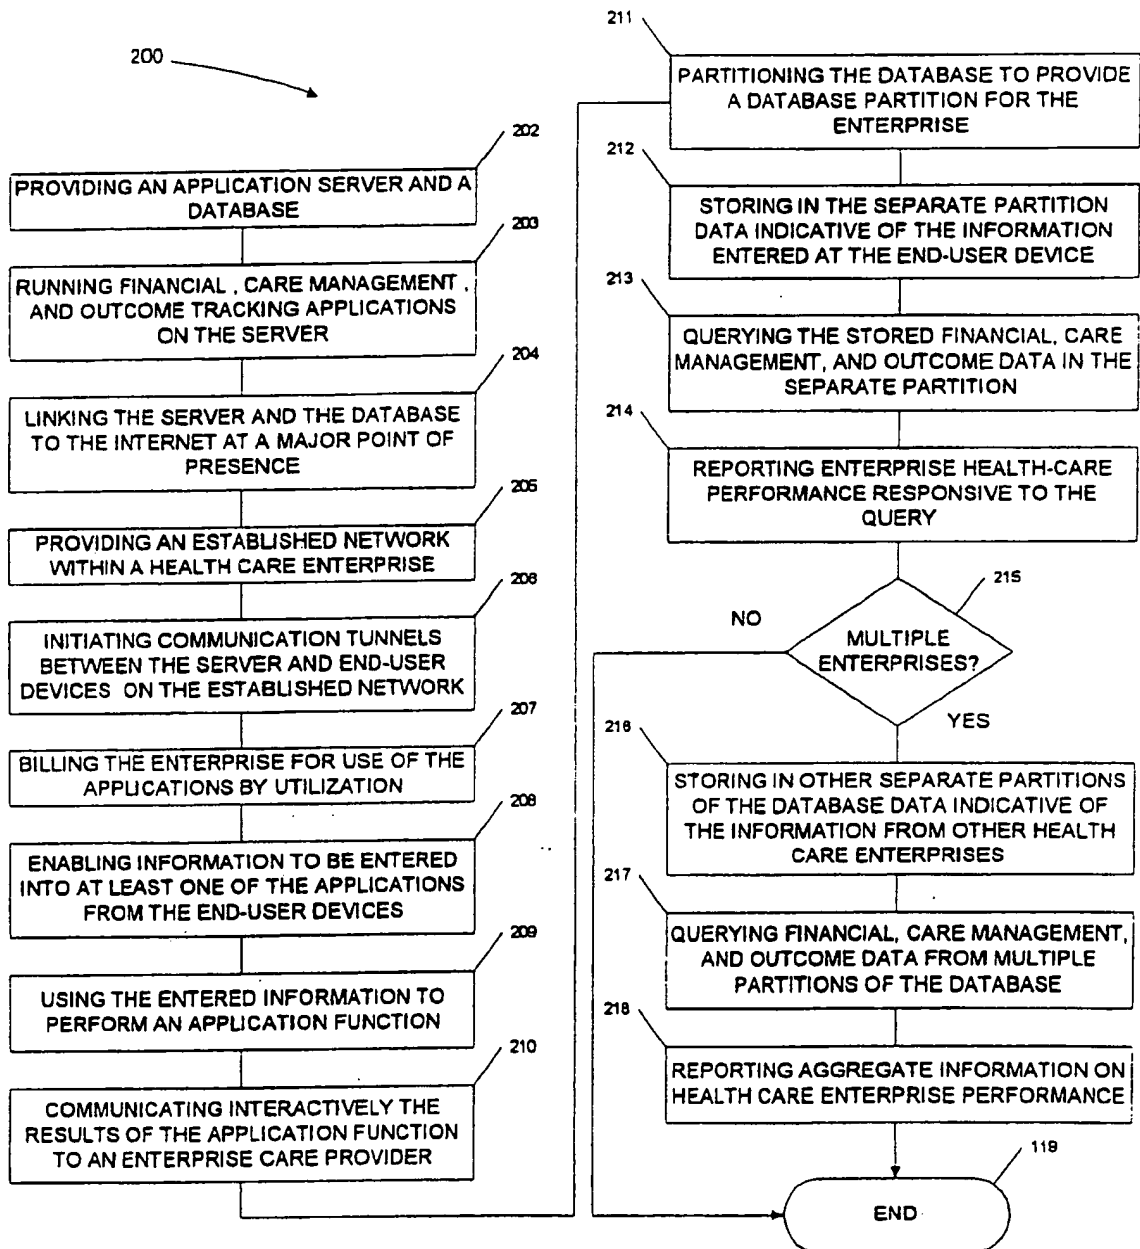 200
202
PROVIDING AN APPLICATION SERVER AND A
DATABASE
203
RUNNING FINANCIAL , CARE MANAGEMENT ,
AND OUTCOME TRACKING APPLICATIONS
ON THE SERVER
204
LINKING THE SERVER AND THE DATABASE
TO THE INTERNET AT A MAJOR POINT OF
PRESENCE
205
PROVIDING AN ESTABLISHED NETWORK
WITHIN A HEALTH CARE ENTERPRISE
206
INITIATING COMMUNICATION TUNNELS
BETWEEN THE SERVER AND END-USER
DEVICES ON THE ESTABLISHED NETWORK
207
BILLING THE ENTERPRISE FOR USE OF THE
APPLICATIONS BY UTILIZATION
208
ENABLING INFORMATION TO BE ENTERED
INTO AT LEAST ONE OF THE APPLICATIONS
FROM THE END-USER DEVICES
209
USING THE ENTERED INFORMATION TO
PERFORM AN APPLICATION FUNCTION
210
COMMUNICATING INTERACTIVELY THE
RESULTS OF THE APPLICATION FUNCTION
TO AN ENTERPRISE CARE PROVIDER
211
PARTITIONING THE DATABASE TO PROVIDE
A DATABASE PARTITION FOR THE
ENTERPRISE
212
STORING IN THE SEPARATE PARTITION
DATA INDICATIVE OF THE INFORMATION
ENTERED AT THE END-USER DEVICE
213
QUERYING THE STORED FINANCIAL, CARE
MANAGEMENT, AND OUTCOME DATA IN THE
SEPARATE PARTITION
214
REPORTING ENTERPRISE HEALTH-CARE
PERFORMANCE RESPONSIVE TO THE
QUERY
215
NO
MULTIPLE
ENTERPRISES?
YES
216
STORING IN OTHER SEPARATE PARTITIONS
OF THE DATABASE DATA INDICATIVE OF
THE INFORMATION FROM OTHER HEALTH
CARE ENTERPRISES
217
QUERYING FINANCIAL, CARE MANAGEMENT,
AND OUTCOME DATA FROM MULTIPLE
PARTITIONS OF THE DATABASE
218
REPORTING AGGREGATE INFORMATION ON
HEALTH CARE ENTERPRISE PERFORMANCE
119
END